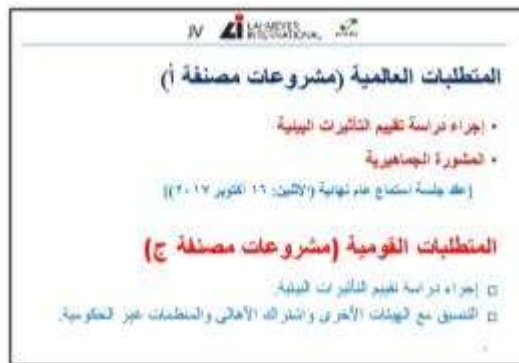 JV LAHMEYER INTERNATIONAL
المتطلبات العالمية (مشروعات مصنفة أ)
• إجراء دراسة تقييم التأثيرات البيئية
• المشورة الجماهيرية
[عقد جلسة استماع عام نهائية (الاثنين: ١٦ أكتوبر ٢٠١٧)]
المتطلبات القومية (مشروعات مصنفة ج)
□ إجراء دراسة تقييم التأثيرات البيئية.
□ التنسيق مع الهيئات الأخرى واشتراك الأهالي والمنظمات غير الحكومية.
.